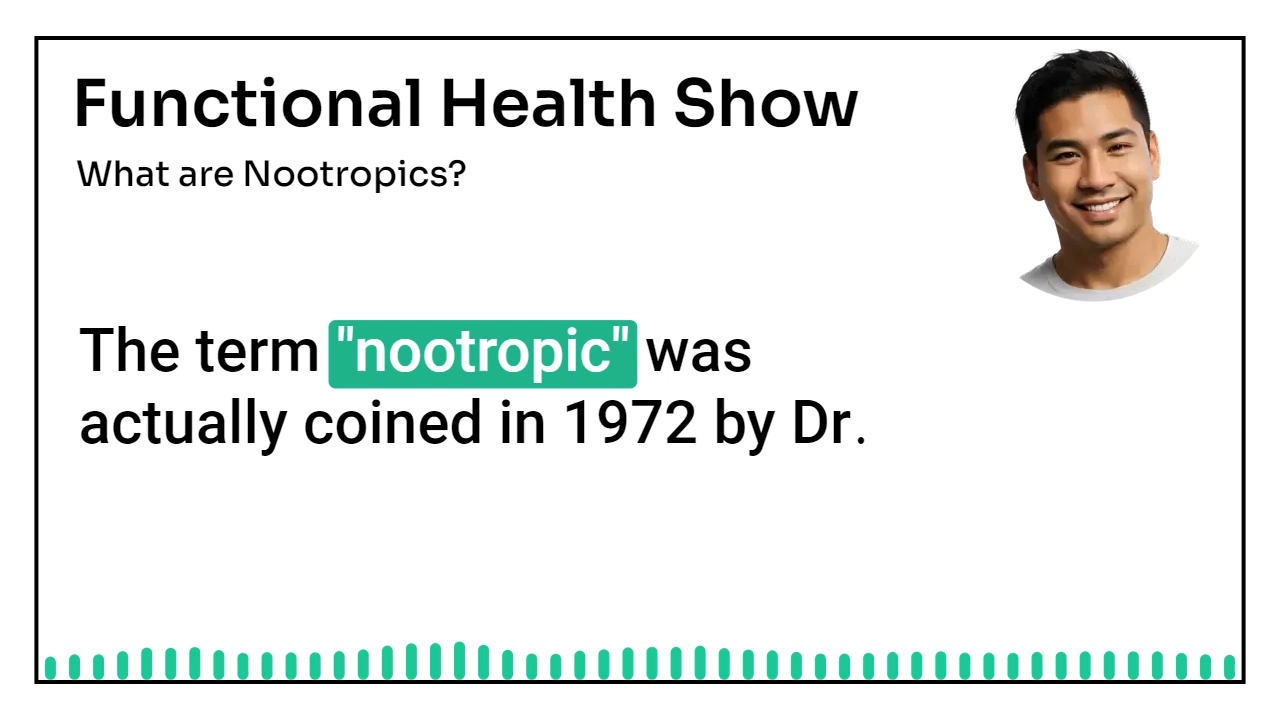 Functional Health Show
What are Nootropics?
The term "nootropic" was
actually coined in 1972 by Dr.